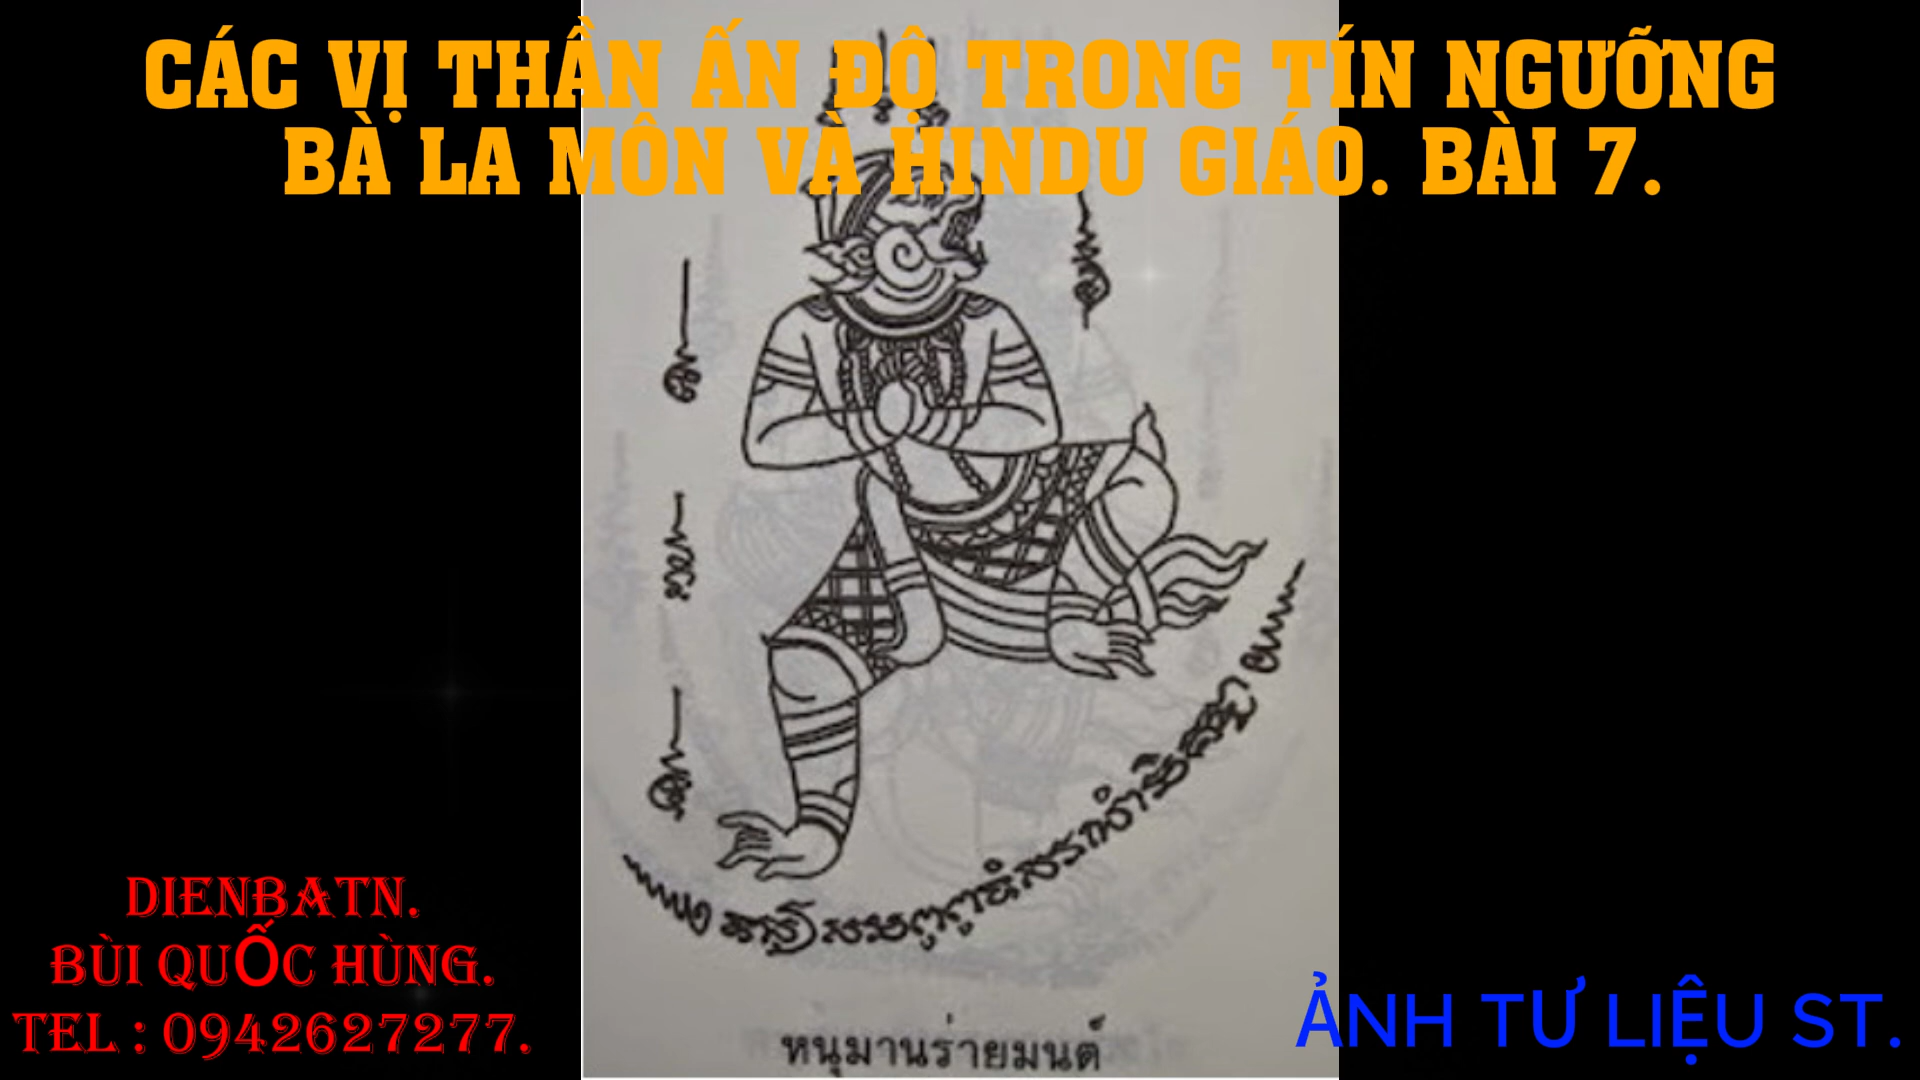 CÁC VỊ THẦN ẤN ĐỘ TRONG TÍN NGƯỠNG
BÀ LA MÔN VÀ HINDU GIÁO. BÀI 7.
DIENBATN.
BÙI QUỐC HÙNG.
TEL : 0942627277.
ẢNH TƯ LIỆU ST.
หนุมานร่ายมนต์